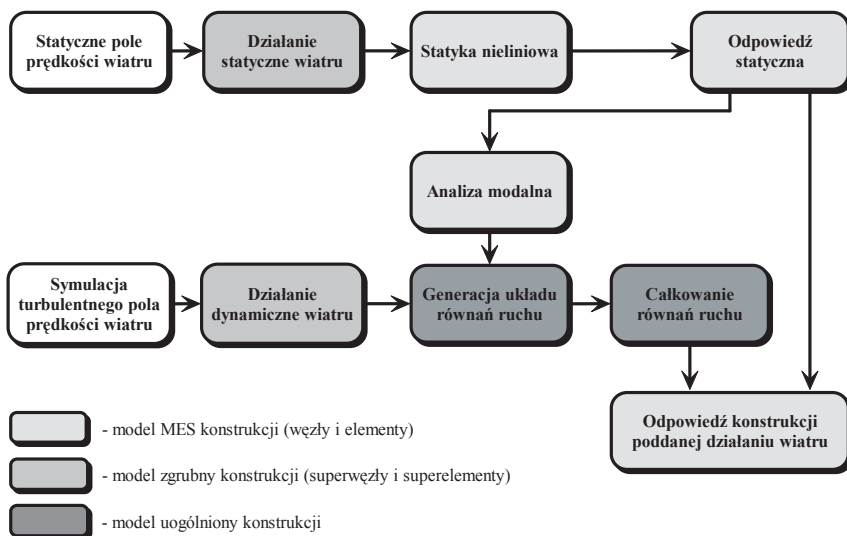 Statyczne pole
prędkości wiatru
Działanie
statyczne wiatru
Statyka nieliniowa
Odpowiedź
statyczna
Analiza modalna
Symulacja
turbulentnego pola
prędkości wiatru
Działanie
dynamiczne wiatru
Generacja układu
równań ruchu
Całkowanie
równań ruchu
Odpowiedź konstrukcji
poddanej działaniu wiatru
- model MES konstrukcji (węzły i elementy)
- model zgrubny konstrukcji (superwęzły i superelementy)
- model uogólniony konstrukcji